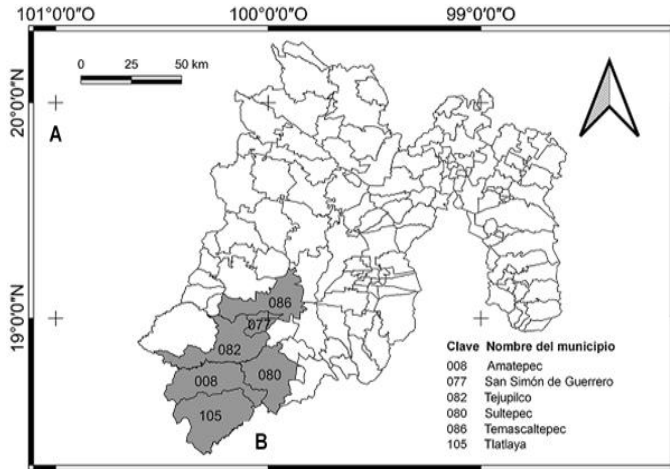 101°0'0"O 100°0'0"O 99°0'0"O
0 25 50 km
20°0'0"N
A
19°0'0"N
086
077
082
008
080
105
B
Clave Nombre del municipio
008 Amatepec
077 San Simón de Guerrero
082 Tejupilco
080 Sultepec
086 Temascaltepec
105 Tlatlaya